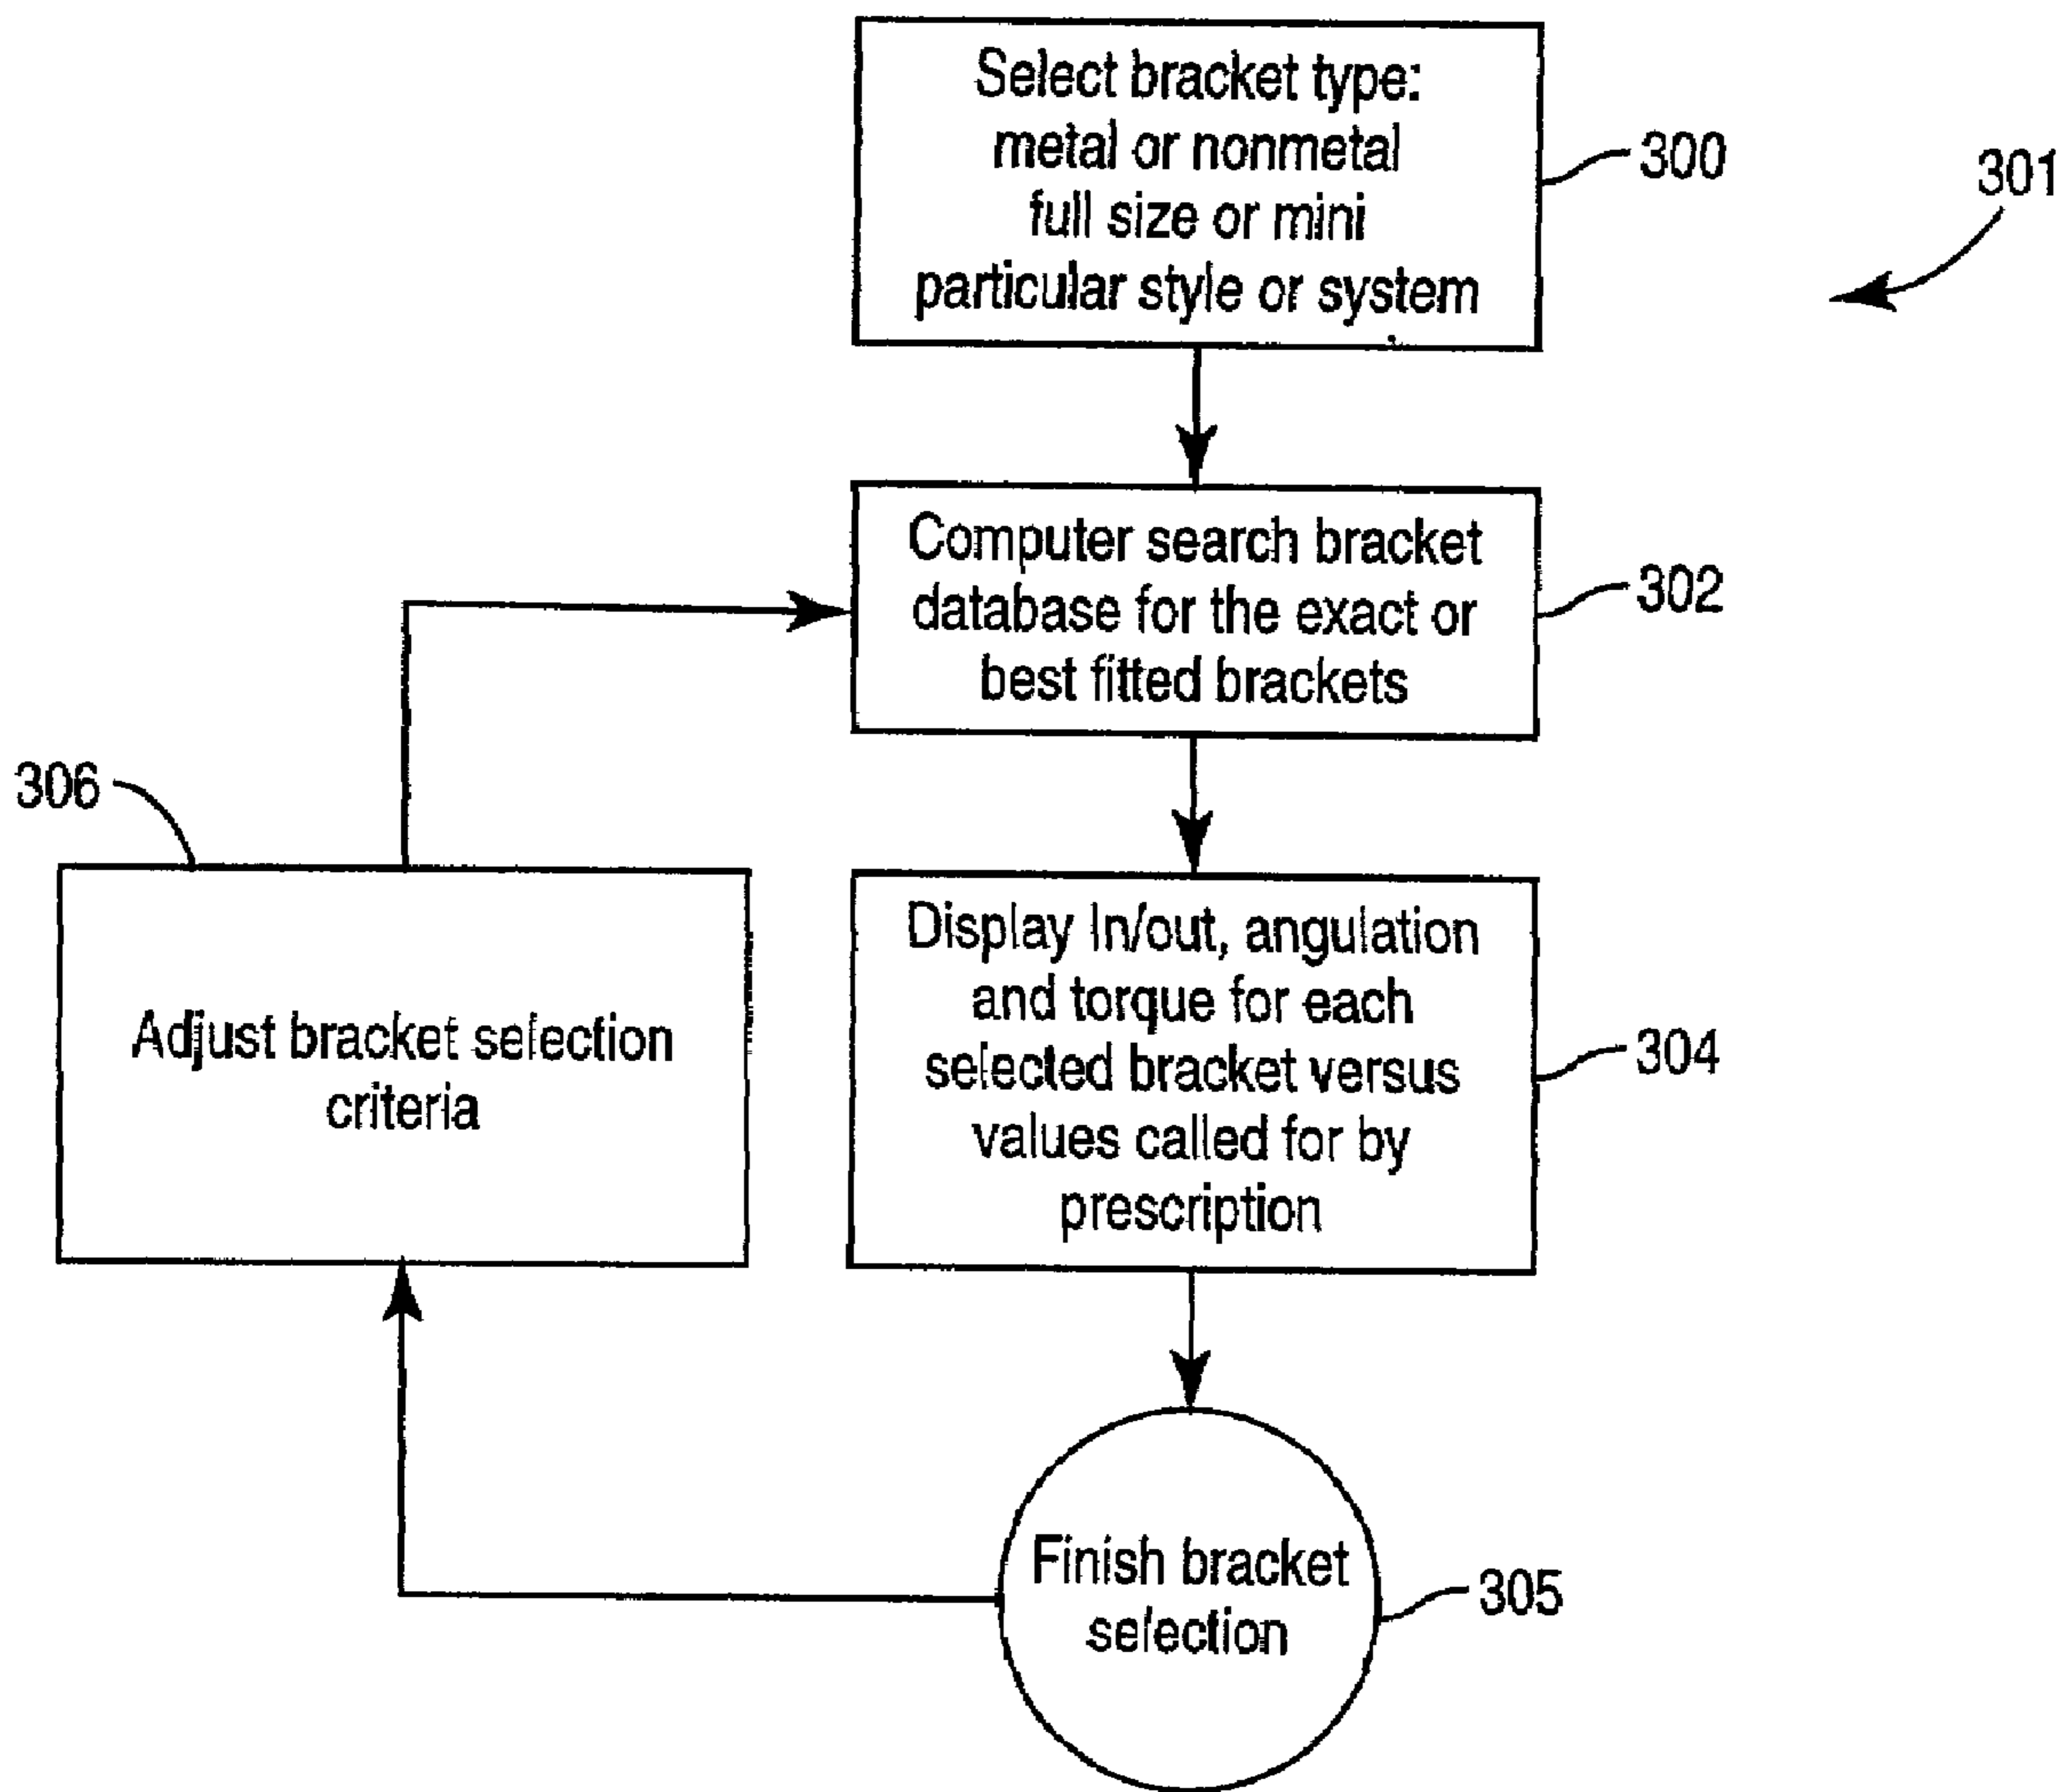 Select bracket type:
metal or nonmetal
full size or mini
particular style or system
300
301
Computer search bracket
database for the exact or
best fitted brackets
302
306
Adjust bracket selection
criteria
Display In/out, angulation
and torque for each
selected bracket versus
values called for by
prescription
304
Finish bracket
selection
305